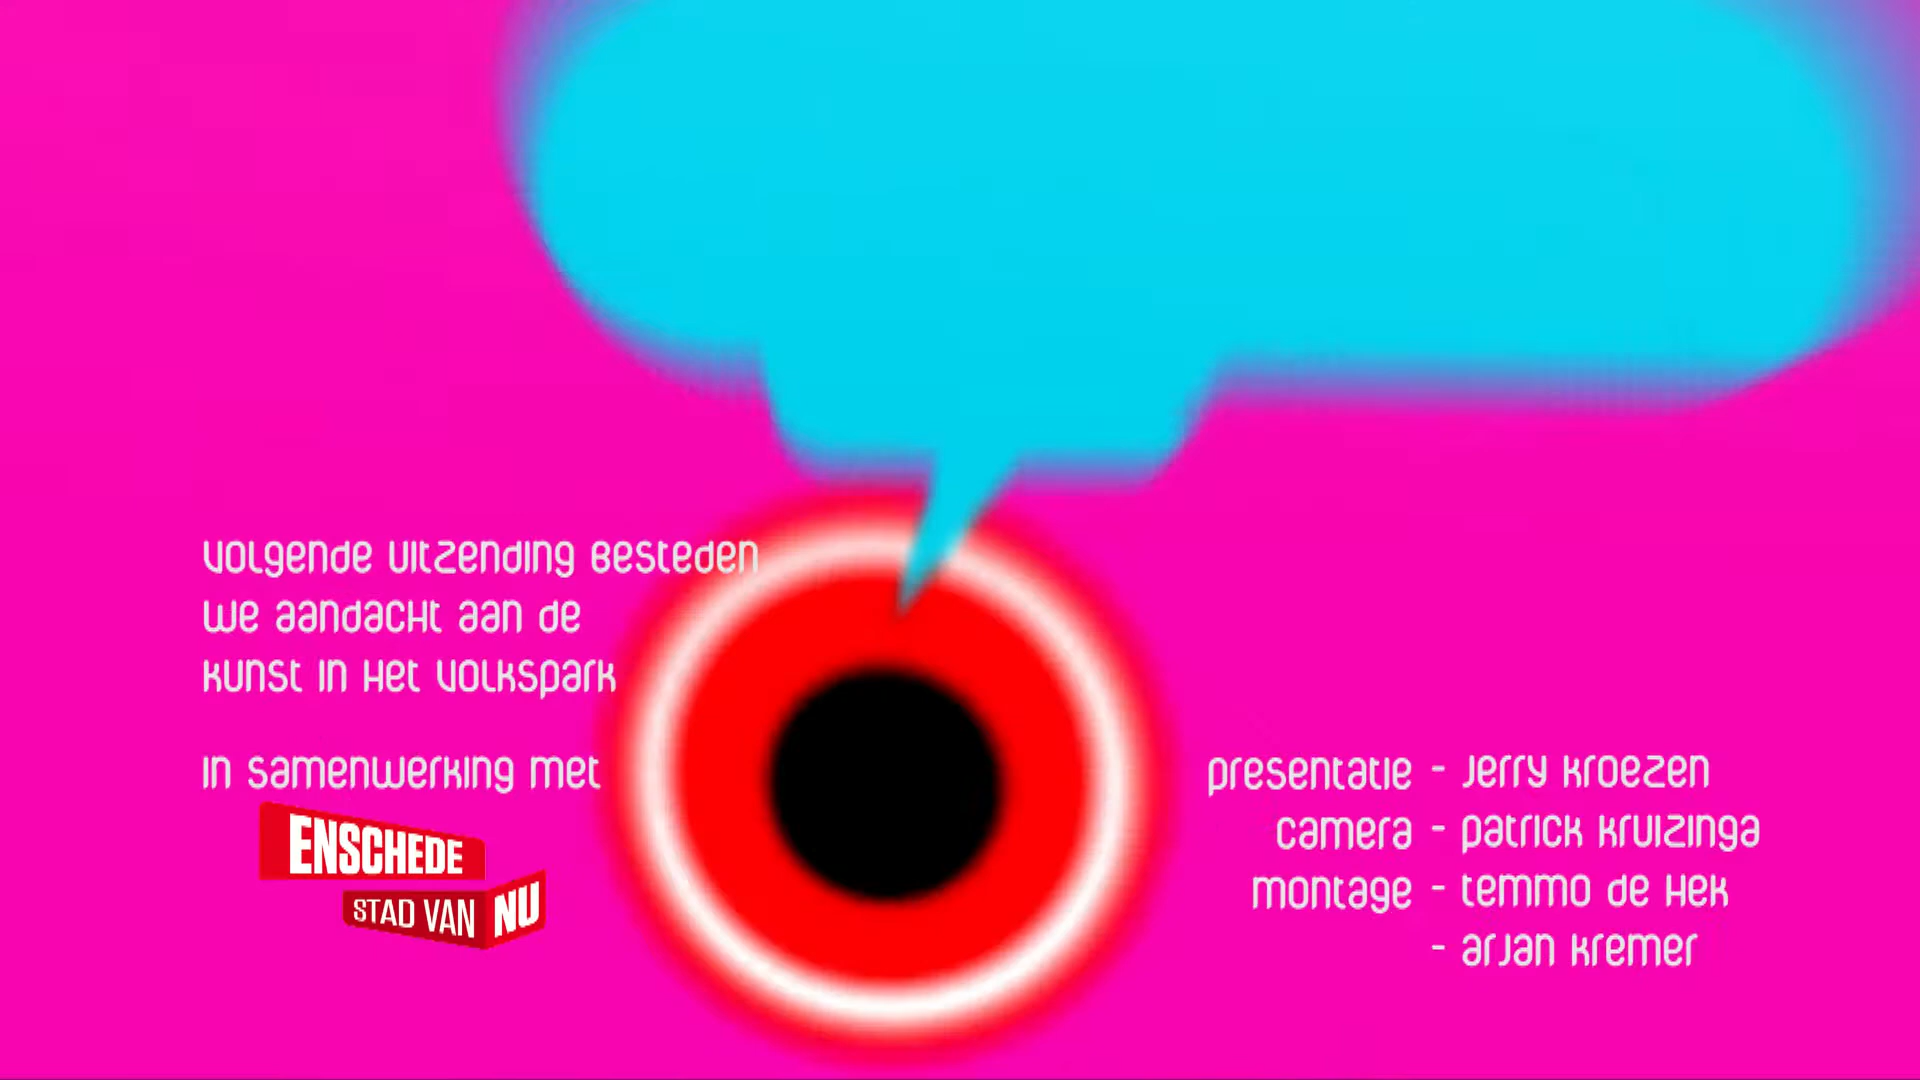 volgende uitzending besteden
we aandacht aan de
kunst in het volkspark
in samenwerking met
ENSCHEDE
STAD VAN NU
presentatie - jerry kroezen
camera - patrick kruizinga
montage - temmo de hek
- arjan kremer